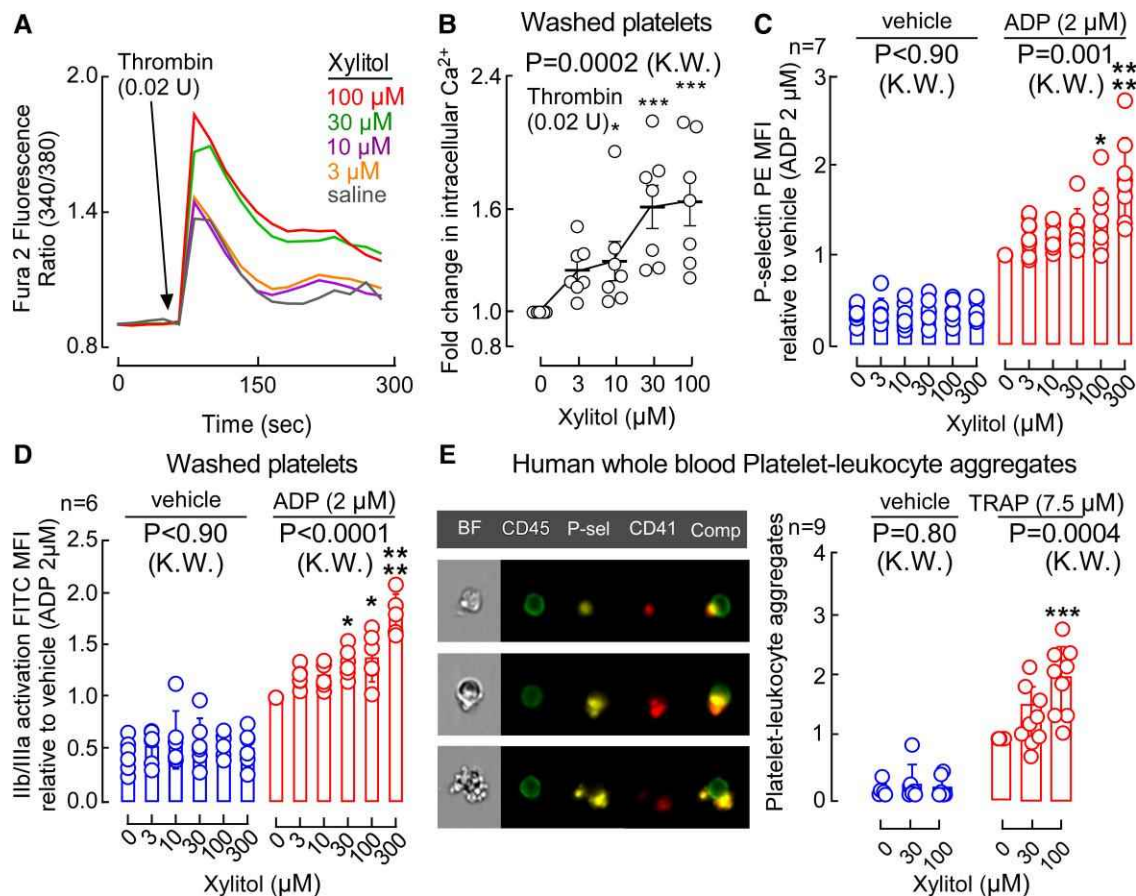 A
Thrombin
(0.02 U)
Xylitol
100 µM
30 µM
10 µM
3 µM
saline
Fura 2 Fluorescence
Ratio (340/380)
2.0
1.4
0.8
0
150
300
Time (sec)
B
Washed platelets
P=0.0002 (K.W.)
Thrombin
(0.02 U)
*
***
***
Fold change in intracellular Ca2+
2.4
1.6
1.0
0.8
0
3
10
30
100
Xylitol (µM)
C
n=7
vehicle
P<0.90
(K.W.)
ADP (2 µM)
P=0.001
(K.W.)
*
**
**
P-selectin PE MFI
relative to vehicle (ADP 2 µM)
3
2
1
0
0 3 10 30 100 300
0 3 10 30 100 300
Xylitol (µM)
D
Washed platelets
n=6
vehicle
P<0.90
(K.W.)
ADP (2 µM)
P<0.0001
(K.W.)
*
*
**
**
IIb/IIIa activation FITC MFI
relative to vehicle (ADP 2µM)
2.5
2.0
1.5
1.0
0.5
0.0
0 3 10 30 100 300
0 3 10 30 100 300
Xylitol (µM)
E
Human whole blood Platelet-leukocyte aggregates
BF CD45 P-sel CD41 Comp
n=9
vehicle
P=0.80
(K.W.)
TRAP (7.5 µM)
P=0.0004
(K.W.)
***
Platelet-leukocyte aggregates
4
3
2
1
0
0 30 100
0 30 100
Xylitol (µM)